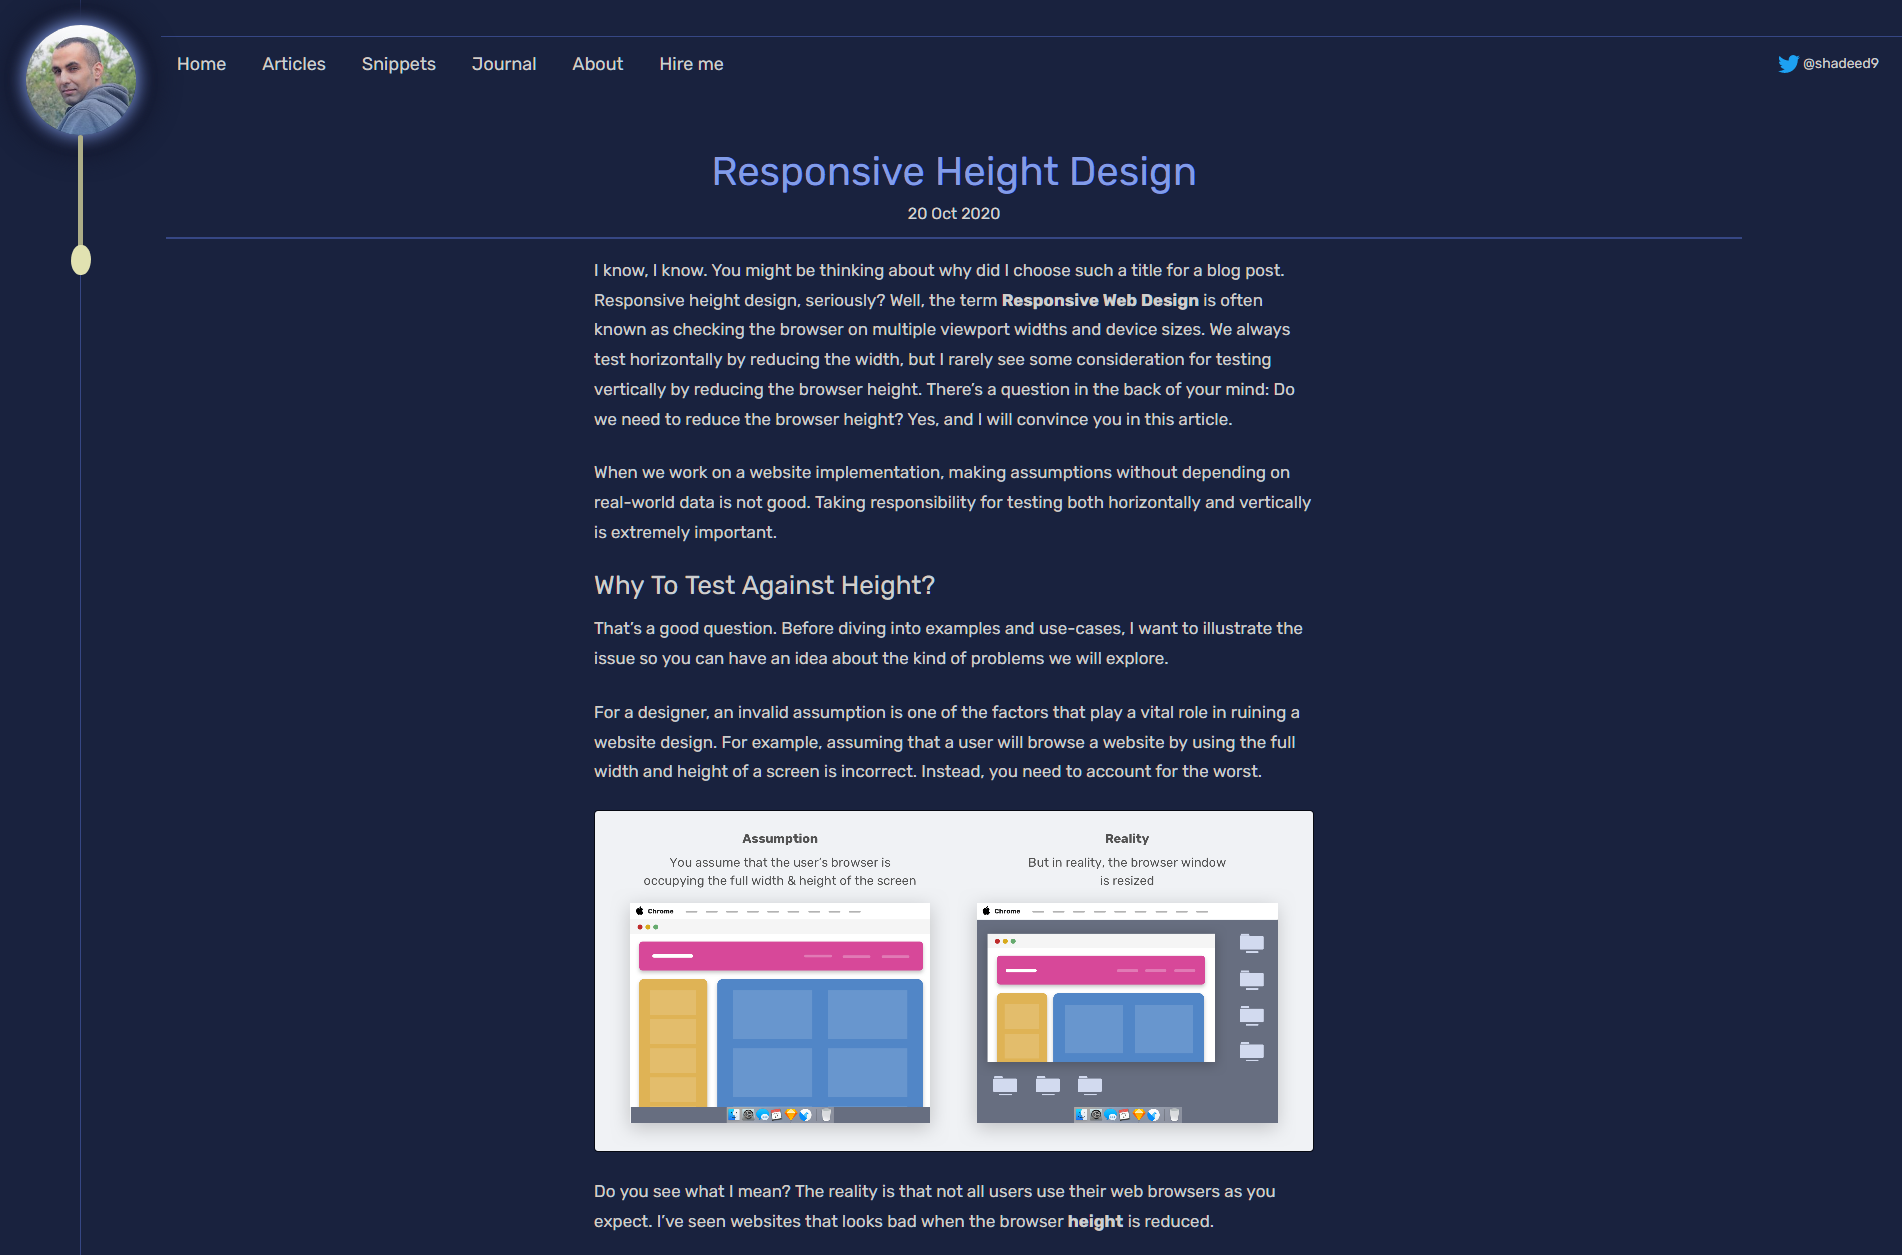 Home Articles Snippets Journal About Hire me @shadeed9
Responsive Height Design
20 Oct 2020
I know, I know. You might be thinking about why did I choose such a title for a blog post.
Responsive height design, seriously? Well, the term Responsive Web Design is often
known as checking the browser on multiple viewport widths and device sizes. We always
test horizontally by reducing the width, but I rarely see some consideration for testing
vertically by reducing the browser height. There's a question in the back of your mind: Do
we need to reduce the browser height? Yes, and I will convince you in this article.
When we work on a website implementation, making assumptions without depending on
real-world data is not good. Taking responsibility for testing both horizontally and vertically
is extremely important.
Why To Test Against Height?
That's a good question. Before diving into examples and use-cases, I want to illustrate the
issue so you can have an idea about the kind of problems we will explore.
For a designer, an invalid assumption is one of the factors that play a vital role in ruining a
website design. For example, assuming that a user will browse a website by using the full
width and height of a screen is incorrect. Instead, you need to account for the worst.
Assumption
You assume that the user's browser is
occupying the full width & height of the screen
Chrome
Reality
But in reality, the browser window
is resized
Chrome
Do you see what I mean? The reality is that not all users use their web browsers as you
expect. I've seen websites that looks bad when the browser height is reduced.